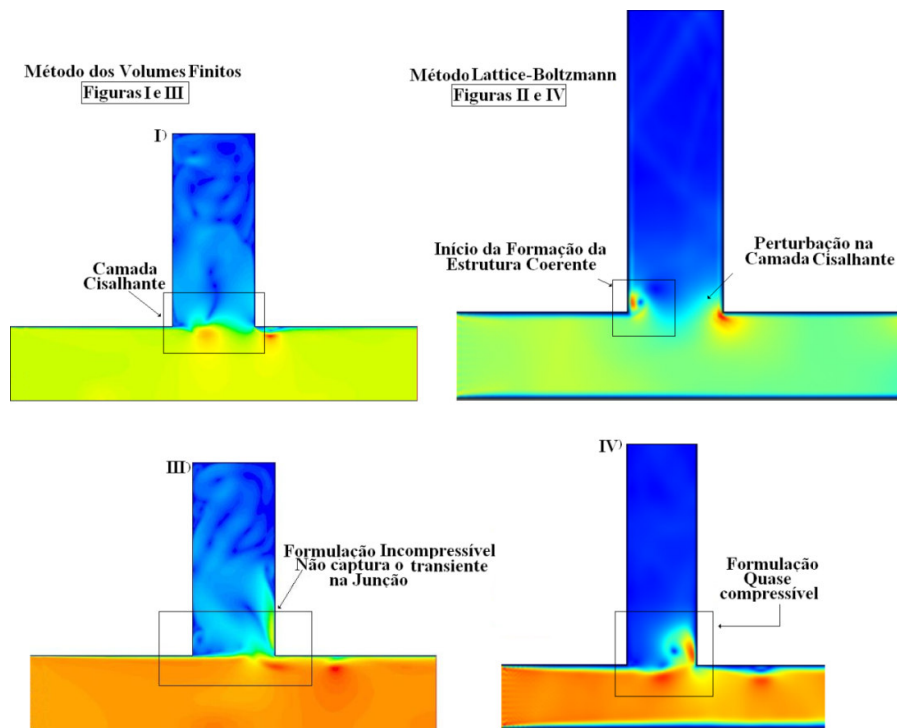 Método dos Volumes Finitos
Figuras I e III
Método Lattice-Boltzmann
Figuras II e IV
I)
Camada
Cisalhante
Início da Formação da
Estrutura Coerente
Perturbação na
Camada Cisalhante
III)
Formulação Incompressível
Não captura o transiente
na Junção
IV)
Formulação
Quase
compressível